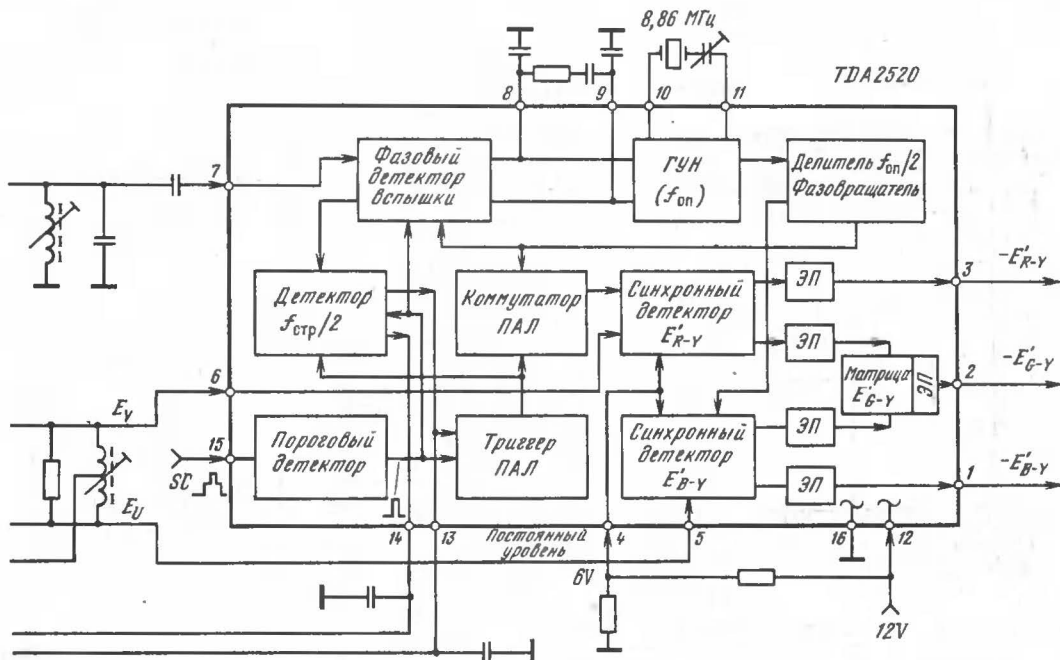 8,86 МГц
TDA2520
8
9
10
11
7
Фазовый
детектор
вспышки
ГУН
(fоп)
Делитель fоп/2
Фазовращатель
Детектор
fстр/2
Коммутатор
ПАЛ
Синхронный
детектор
E'R-Y
ЭП
3
-E'R-Y
ЭП
Матрица
E'G-Y
ЭП
2
-E'G-Y
6
EV
15
SC
Пороговый
детектор
Триггер
ПАЛ
Синхронный
детектор
E'B-Y
ЭП
ЭП
1
-E'B-Y
EU
14
13
Постоянный
уровень
4
5
16
12
6V
12V